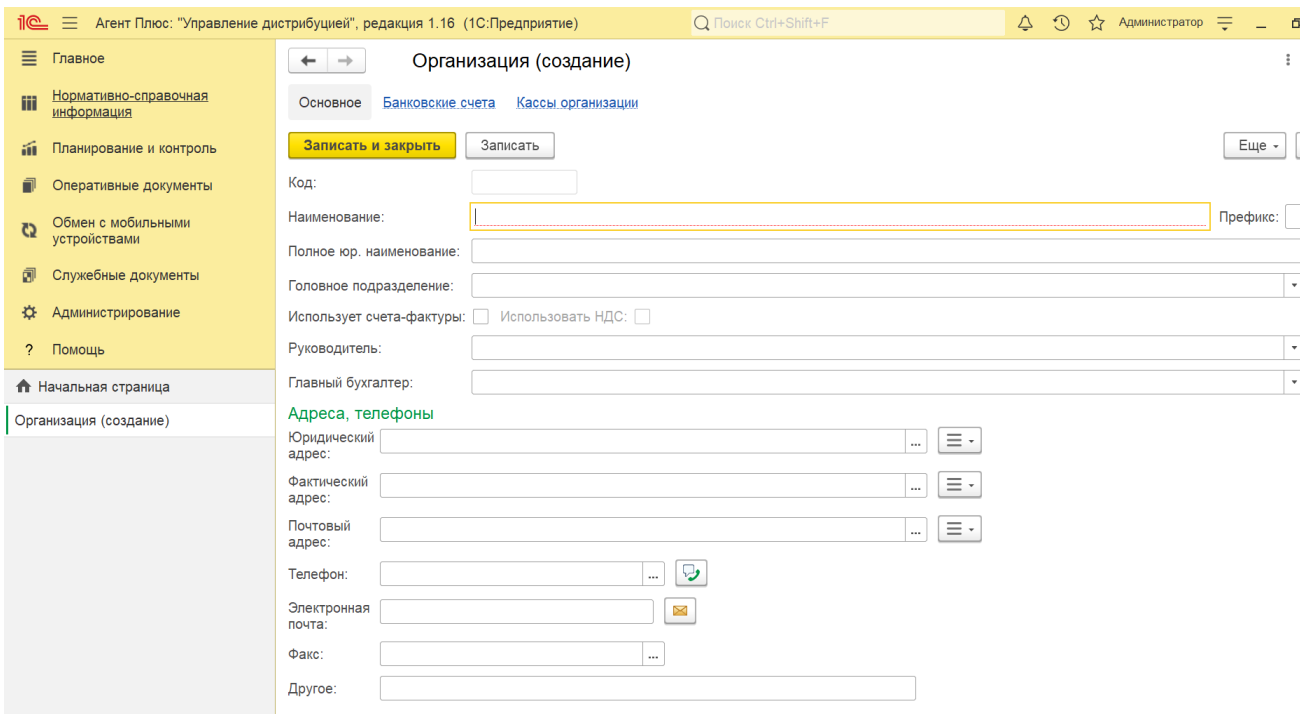 Агент Плюс: "Управление дистрибуцией", редакция 1.16 (1С:Предприятие)
Поиск Ctrl+Shift+F
Администратор
Главное
Нормативно-справочная
информация
Планирование и контроль
Оперативные документы
Обмен с мобильными
устройствами
Служебные документы
Администрирование
? Помощь
Начальная страница
Организация (создание)
Организация (создание)
Основное Банковские счета Кассы организации
Записать и закрыть Записать Еще
Код:
Наименование: Префикс:
Полное юр. наименование:
Головное подразделение:
Использует счета-фактуры: Использовать НДС:
Руководитель:
Главный бухгалтер:
Адреса, телефоны
Юридический
адрес: ...
Фактический
адрес: ...
Почтовый
адрес: ...
Телефон: ...
Электронная
почта:
Факс: ...
Другое: